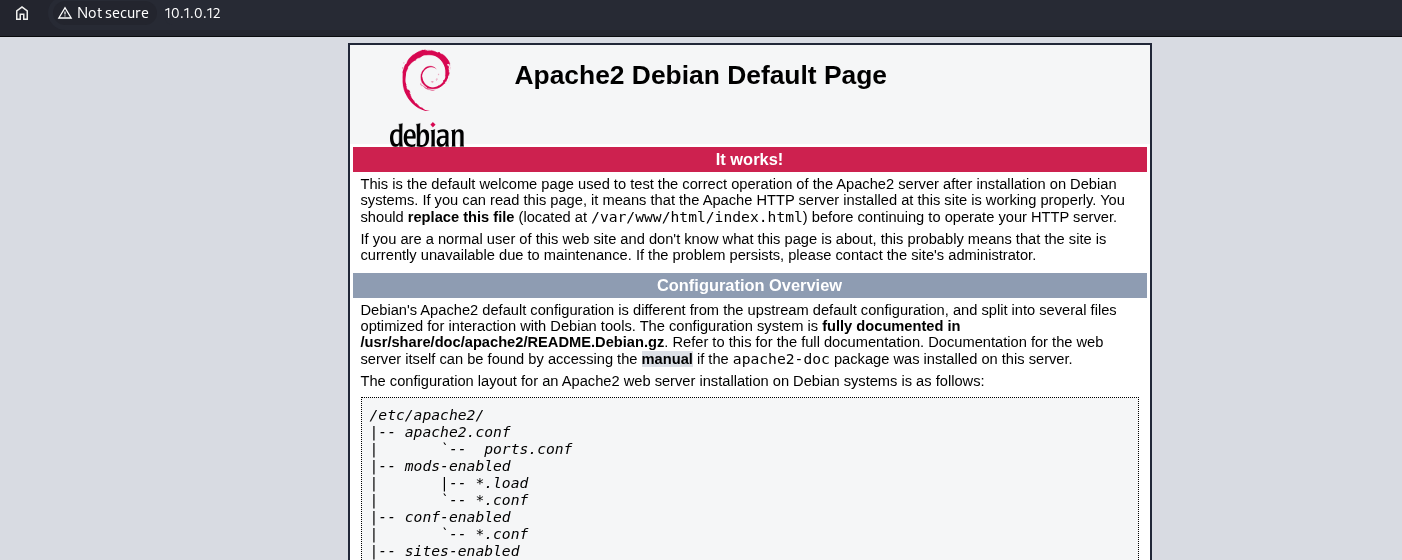 Not secure 10.1.0.12
debian
Apache2 Debian Default Page
It works!
This is the default welcome page used to test the correct operation of the Apache2 server after installation on Debian
systems. If you can read this page, it means that the Apache HTTP server installed at this site is working properly. You
should replace this file (located at /var/www/html/index.html) before continuing to operate your HTTP server.
If you are a normal user of this web site and don't know what this page is about, this probably means that the site is
currently unavailable due to maintenance. If the problem persists, please contact the site's administrator.
Configuration Overview
Debian's Apache2 default configuration is different from the upstream default configuration, and split into several files
optimized for interaction with Debian tools. The configuration system is fully documented in
/usr/share/doc/apache2/README.Debian.gz. Refer to this for the full documentation. Documentation for the web
server itself can be found by accessing the manual if the apache2-doc package was installed on this server.
The configuration layout for an Apache2 web server installation on Debian systems is as follows:
/etc/apache2/
|-- apache2.conf
|       `--  ports.conf
|-- mods-enabled
|       |-- *.load
|       `-- *.conf
|-- conf-enabled
|       `-- *.conf
|-- sites-enabled